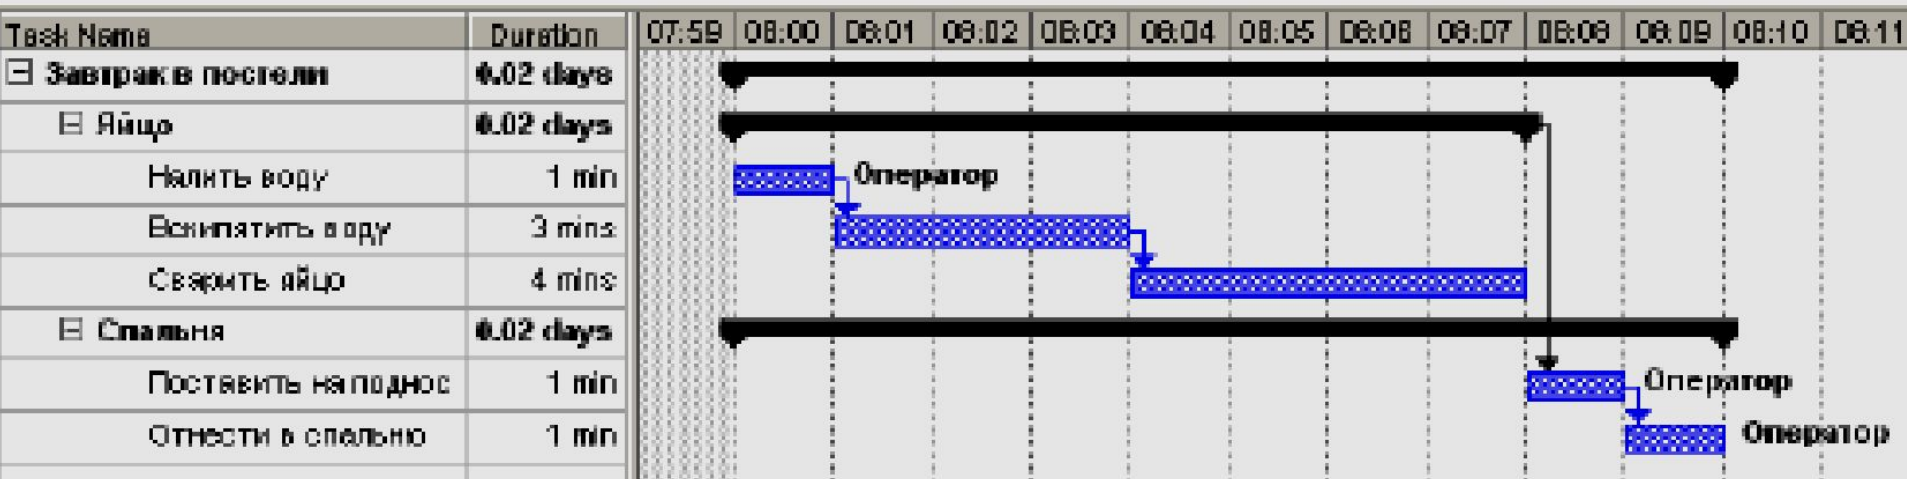 Task Name Duration 07:59 08:00 08:01 08:02 08:03 08:04 08:05 08:06 08:07 08:08 08:09 08:10 08:11
Завтрак в постели 0.02 days
Яйцо 0.02 days
Налить воду 1 min Оператор
Вскипятить воду 3 mins
Сварить яйцо 4 mins
Спальня 0.02 days
Поставить на поднос 1 min Оператор
Отнести в спальню 1 min Оператор